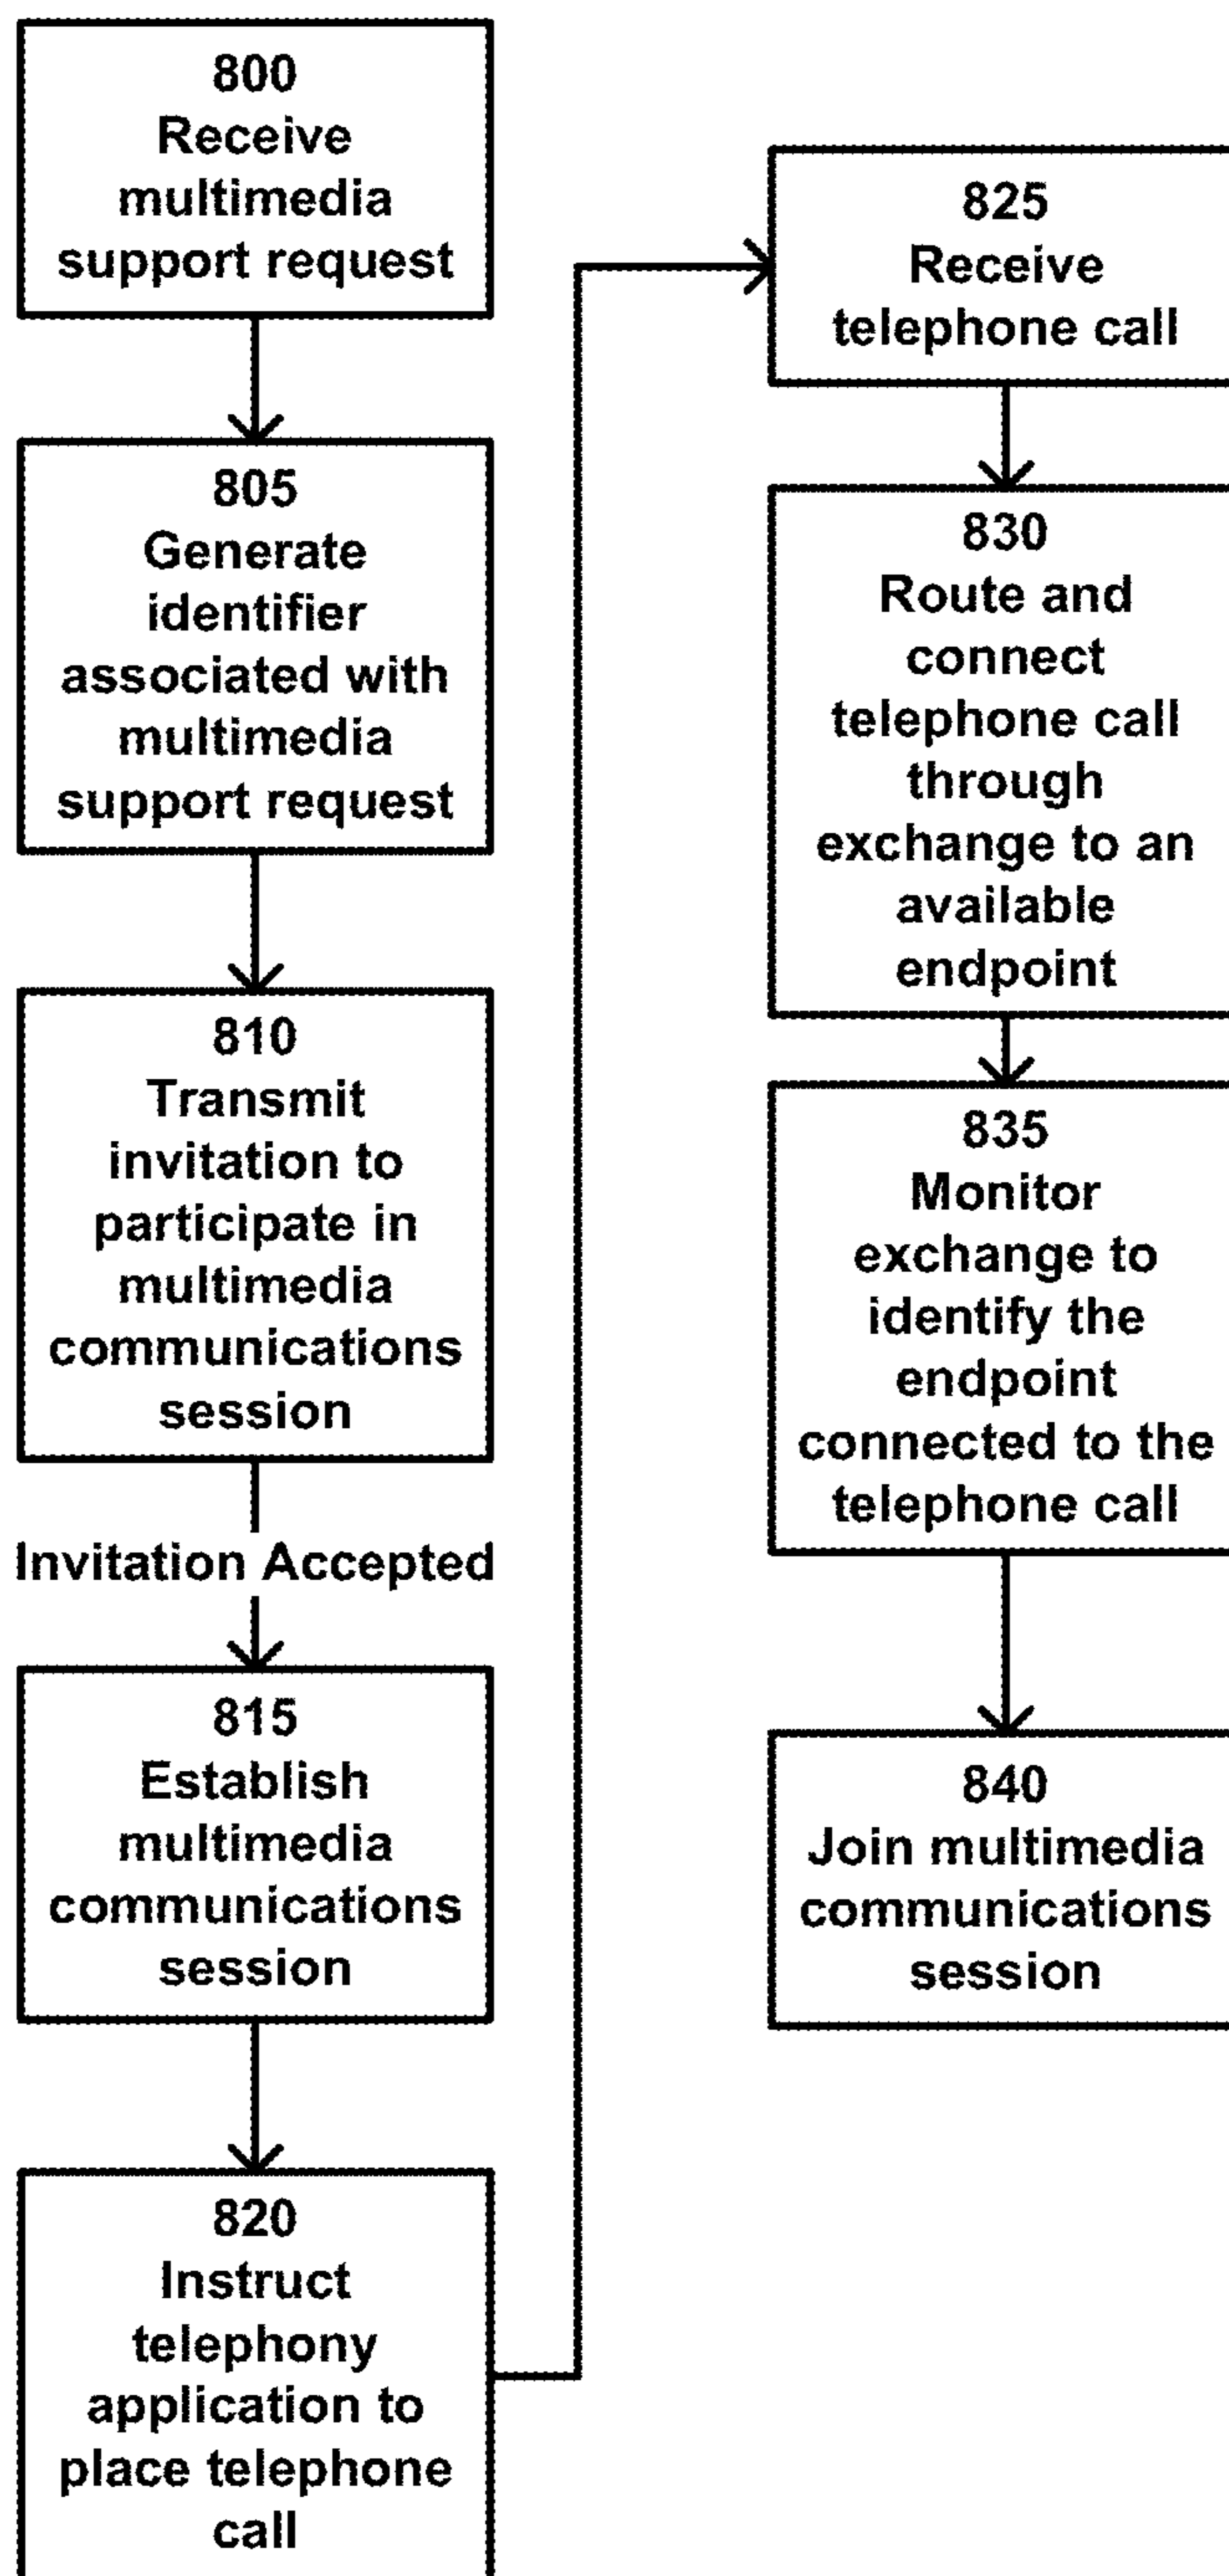 800
Receive
multimedia
support request
805
Generate
identifier
associated with
multimedia
support request
810
Transmit
invitation to
participate in
multimedia
communications
session
Invitation Accepted
815
Establish
multimedia
communications
session
820
Instruct
telephony
application to
place telephone
call
825
Receive
telephone call
830
Route and
connect
telephone call
through
exchange to an
available
endpoint
835
Monitor
exchange to
identify the
endpoint
connected to the
telephone call
840
Join multimedia
communications
session